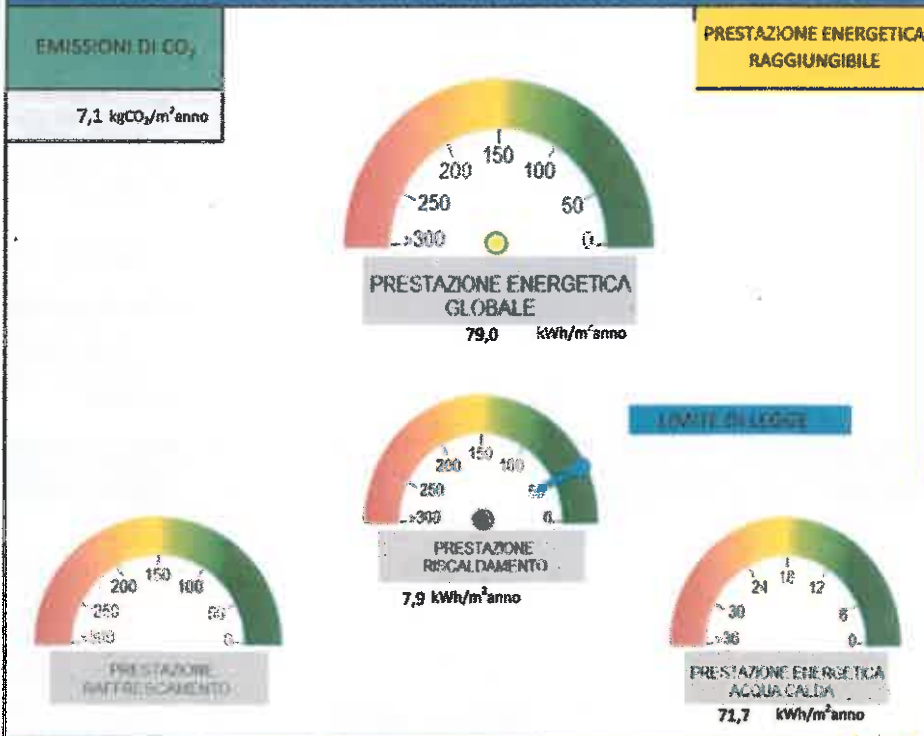 EMISSIONI DI CO₂
7,1 kgCO₂/m²anno
PRESTAZIONE ENERGETICA
RAGGIUNGIBILE
150
200
100
250
50
>300
0
PRESTAZIONE ENERGETICA
GLOBALE
79,0 kWh/m²anno
LIMITE DI LEGGE
150
200
100
250
50
>300
0
PRESTAZIONE
RISCALDAMENTO
7,9 kWh/m²anno
150
200
100
250
50
>300
0
PRESTAZIONE
RAFFRESCAMENTO
18
24
12
30
6
>36
0
PRESTAZIONE ENERGETICA
ACQUA CALDA
71,7 kWh/m²anno